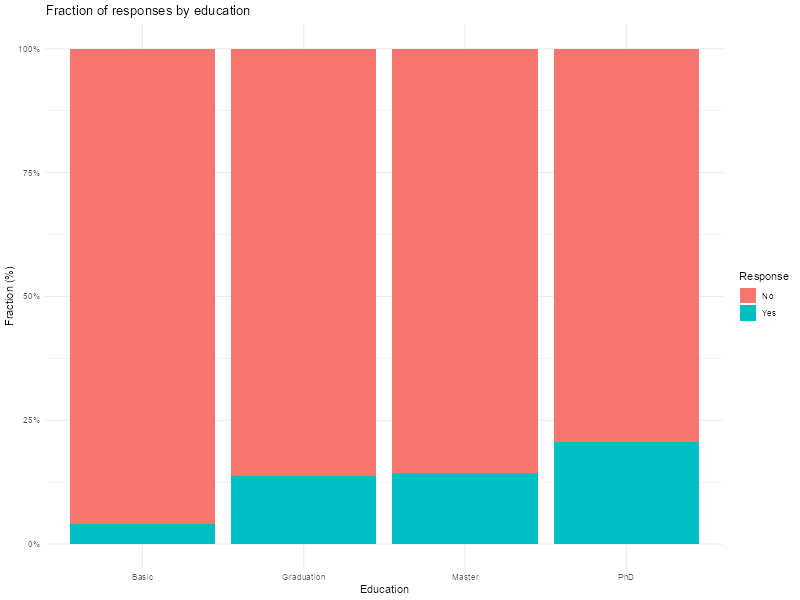 Fraction of responses by education
100%
75%
50%
25%
0%
Fraction (%)
Basic
Graduation
Master
PhD
Education
Response
No
Yes